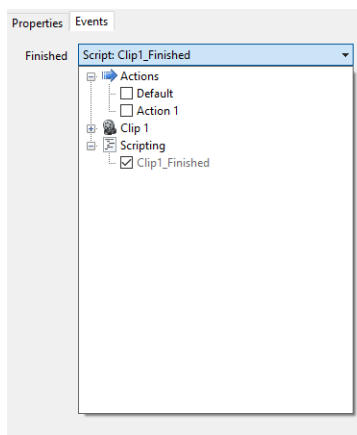 Properties Events
Finished Script: Clip1_Finished
Actions
Default
Action 1
Clip 1
Scripting
Clip1_Finished